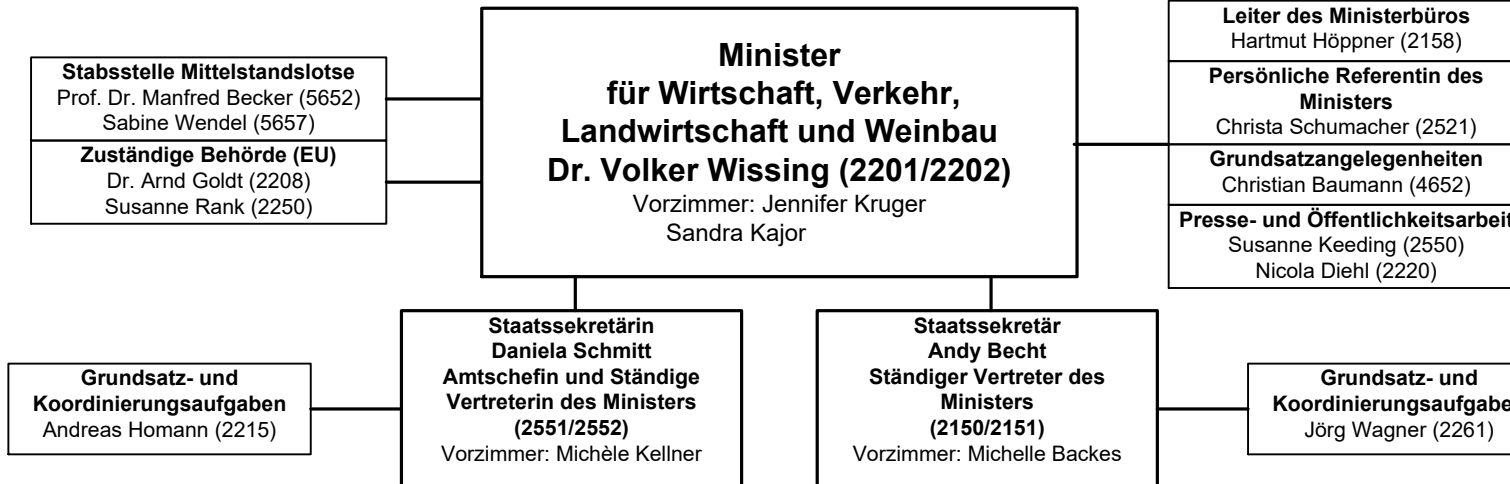 Stabsstelle Mittelstandslotse
Prof. Dr. Manfred Becker (5652)
Sabine Wendel (5657)
Zuständige Behörde (EU)
Dr. Arnd Goldt (2208)
Susanne Rank (2250)
Minister
für Wirtschaft, Verkehr,
Landwirtschaft und Weinbau
Dr. Volker Wissing (2201/2202)
Vorzimmer: Jennifer Kruger
Sandra Kajor
Leiter des Ministerbüros
Hartmut Höppner (2158)
Persönliche Referentin des
Ministers
Christa Schumacher (2521)
Grundsatzangelegenheiten
Christian Baumann (4652)
Presse- und Öffentlichkeitsarbeit
Susanne Keeding (2550)
Nicola Diehl (2220)
Grundsatz- und
Koordinierungsaufgaben
Andreas Homann (2215)
Staatssekretärin
Daniela Schmitt
Amtschefin und Ständige
Vertreterin des Ministers
(2551/2552)
Vorzimmer: Michèle Kellner
Staatssekretär
Andy Becht
Ständiger Vertreter des
Ministers
(2150/2151)
Vorzimmer: Michelle Backes
Grundsatz- und
Koordinierungsaufgabe
Jörg Wagner (2261)